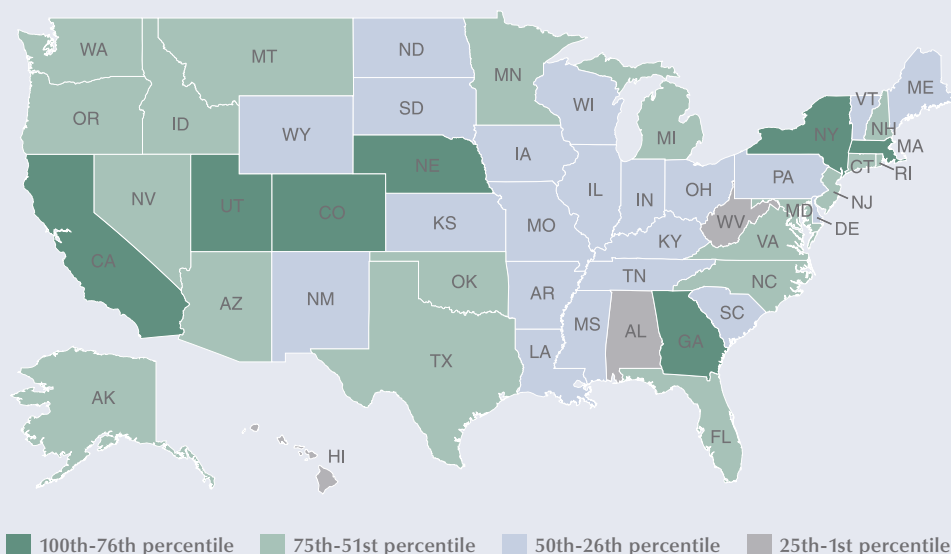 WA
MT
ND
MN
VT
ME
OR
ID
SD
WI
NY
NH
WY
MI
MA
IA
NE
CT
RI
PA
NV
UT
CO
IL
IN
OH
NJ
CA
KS
MO
WV
MD
DE
KY
VA
AZ
NM
OK
TN
NC
AR
SC
MS
AL
GA
TX
LA
AK
FL
HI
100th-76th percentile 75th-51st percentile 50th-26th percentile 25th-1st percentile